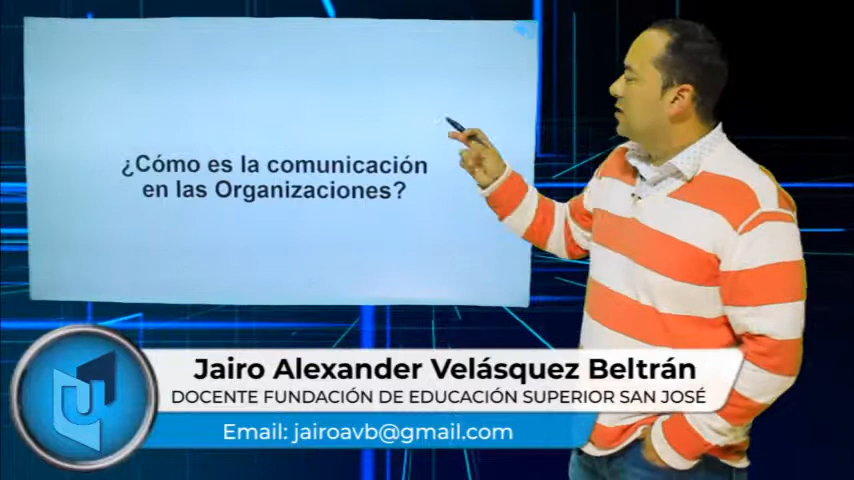 ¿Cómo es la comunicación
en las Organizaciones?
Jairo Alexander Velásquez Beltrán
DOCENTE FUNDACIÓN DE EDUCACIÓN SUPERIOR SAN JOSÉ
Email: jairoavb@gmail.com